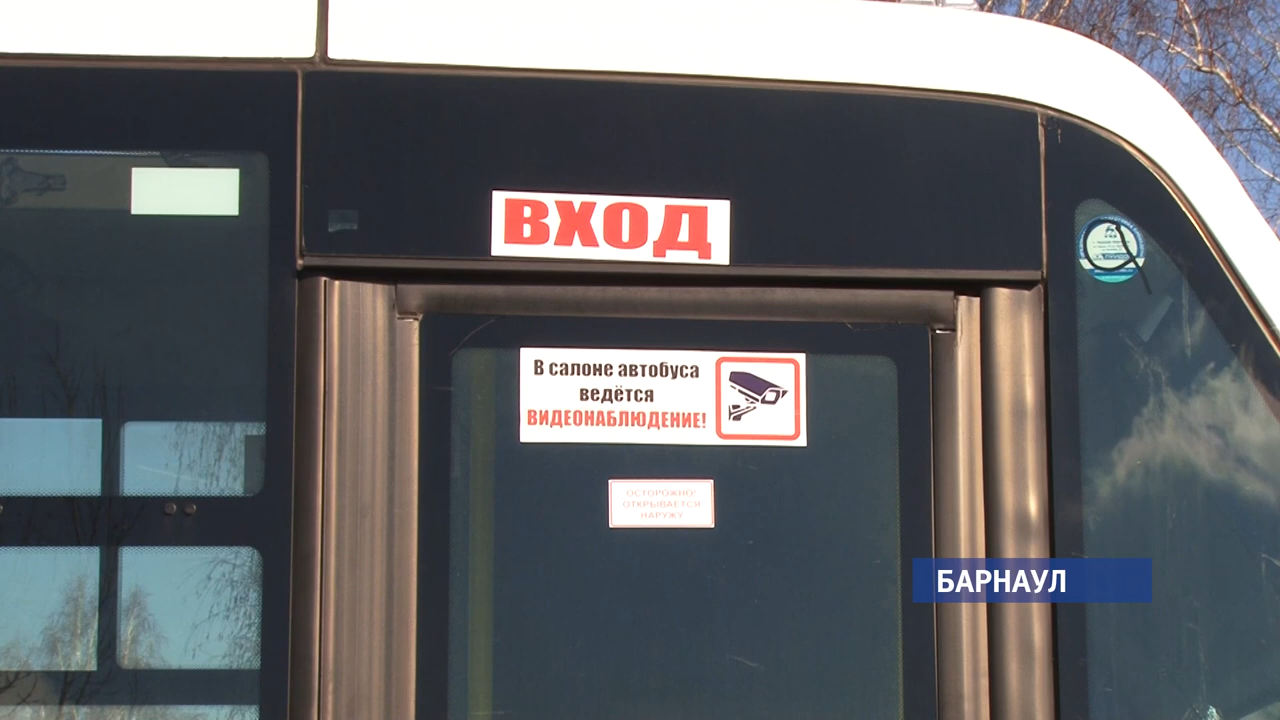 ВХОД
В салоне автобуса
ведётся
ВИДЕОНАБЛЮДЕНИЕ!
ОСТОРОЖНО!
ОТКРЫВАЕТСЯ
НАРУЖУ
БАРНАУЛ